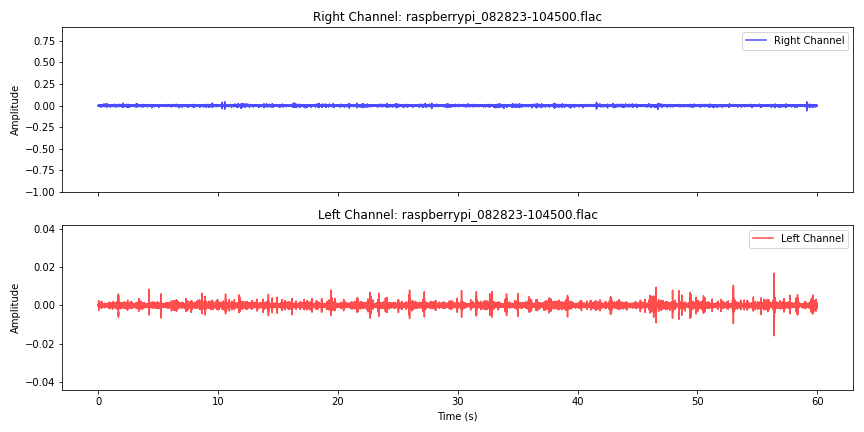 Right Channel: raspberrypi_082823-104500.flac
Right Channel
0.75
0.50
0.25
0.00
−0.25
−0.50
−0.75
−1.00
Amplitude
Left Channel: raspberrypi_082823-104500.flac
Left Channel
0.04
0.02
0.00
−0.02
−0.04
Amplitude
0 10 20 30 40 50 60
Time (s)